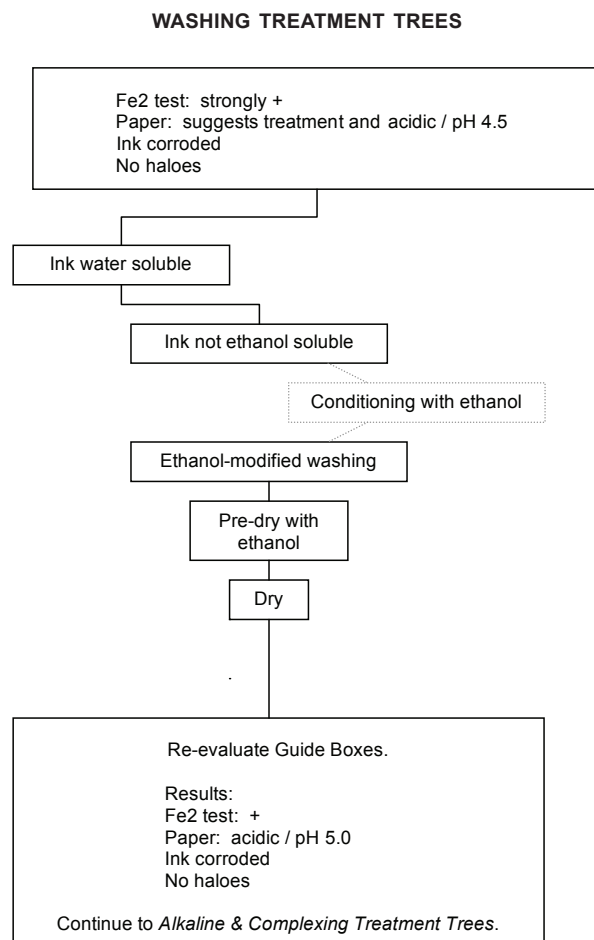 WASHING TREATMENT TREES
Fe2 test: strongly +
Paper: suggests treatment and acidic / pH 4.5
Ink corroded
No haloes
Ink water soluble
Ink not ethanol soluble
Conditioning with ethanol
Ethanol-modified washing
Pre-dry with
ethanol
Dry
.
Re-evaluate Guide Boxes.
Results:
Fe2 test: +
Paper: acidic / pH 5.0
Ink corroded
No haloes
Continue to Alkaline & Complexing Treatment Trees.